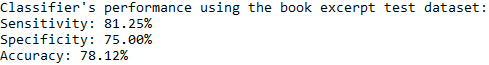 Classifier's performance using the book excerpt test dataset:
Sensitivity: 81.25%
Specificity: 75.00%
Accuracy: 78.12%